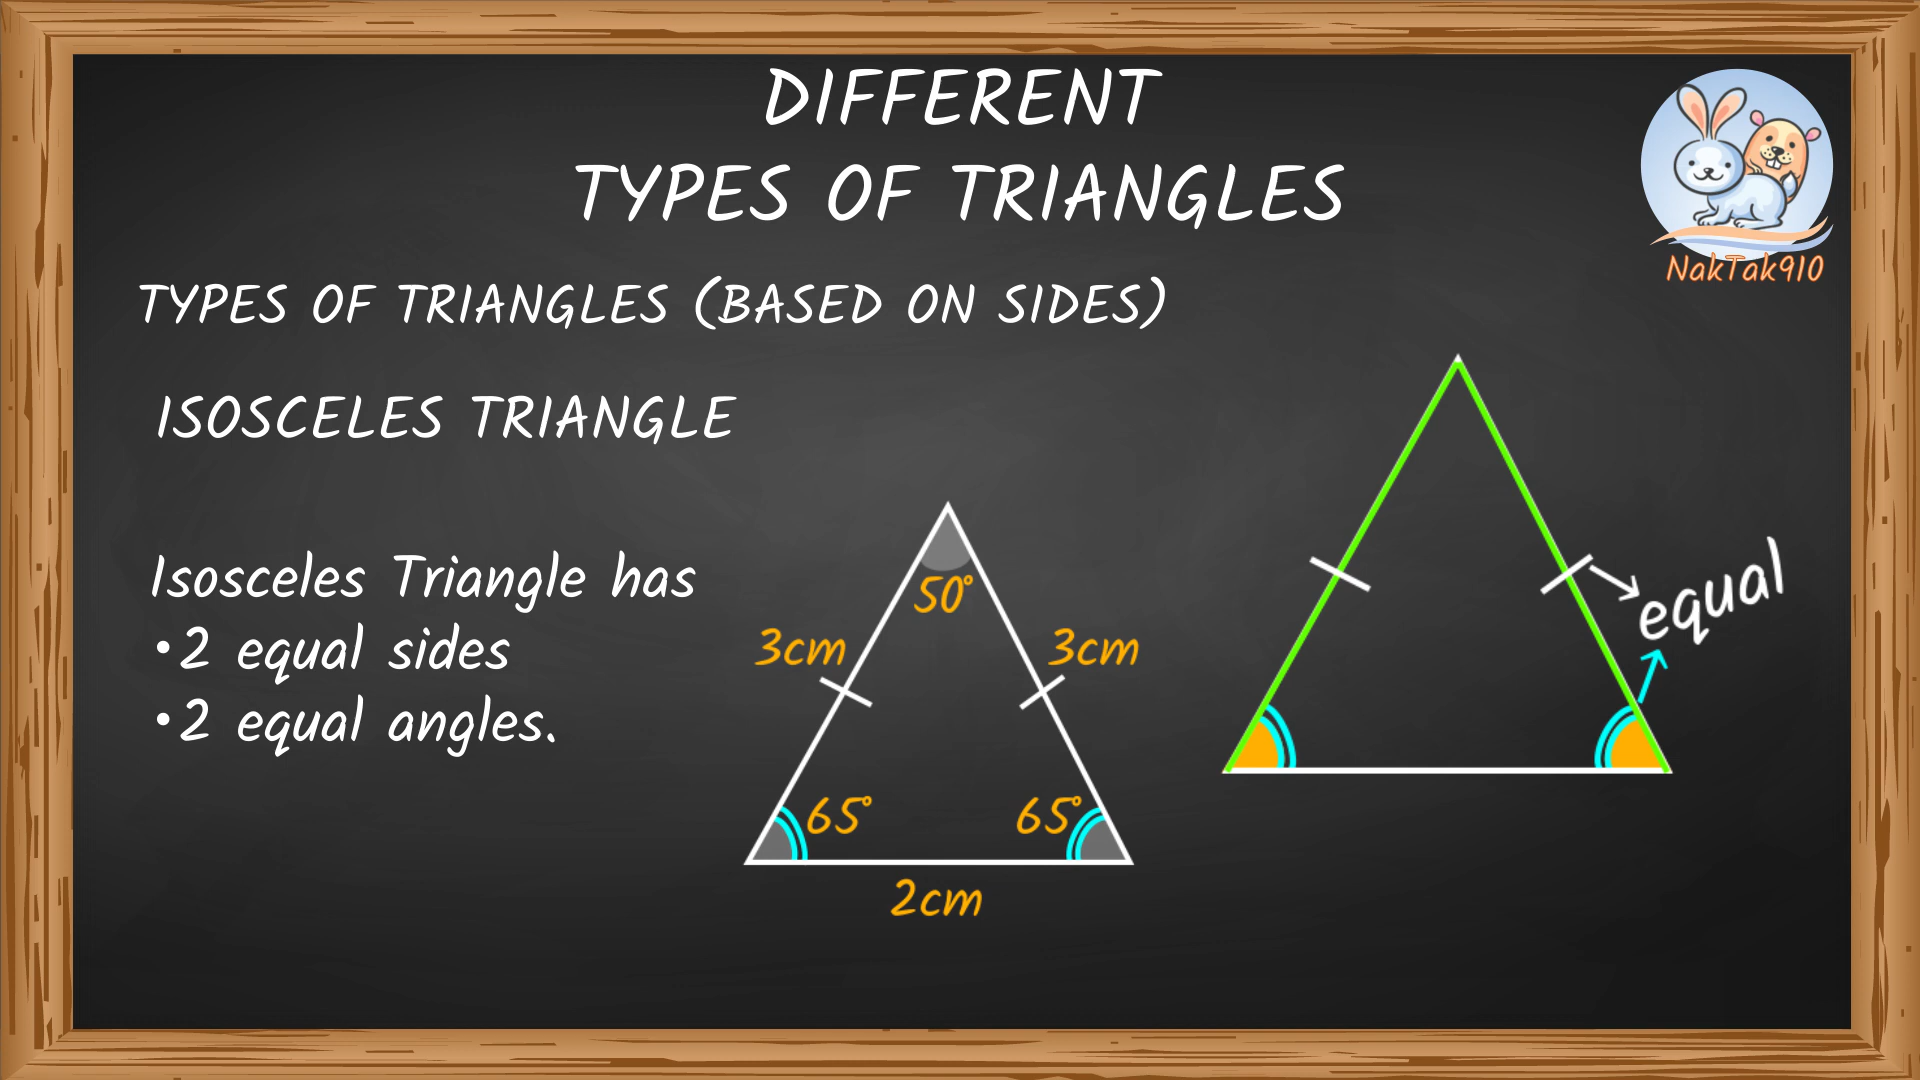 DIFFERENT
TYPES OF TRIANGLES
NakTak910
TYPES OF TRIANGLES (BASED ON SIDES)
ISOSCELES TRIANGLE
Isosceles Triangle has
•2 equal sides
•2 equal angles.
50°
3cm
3cm
65°
65°
2cm
equal